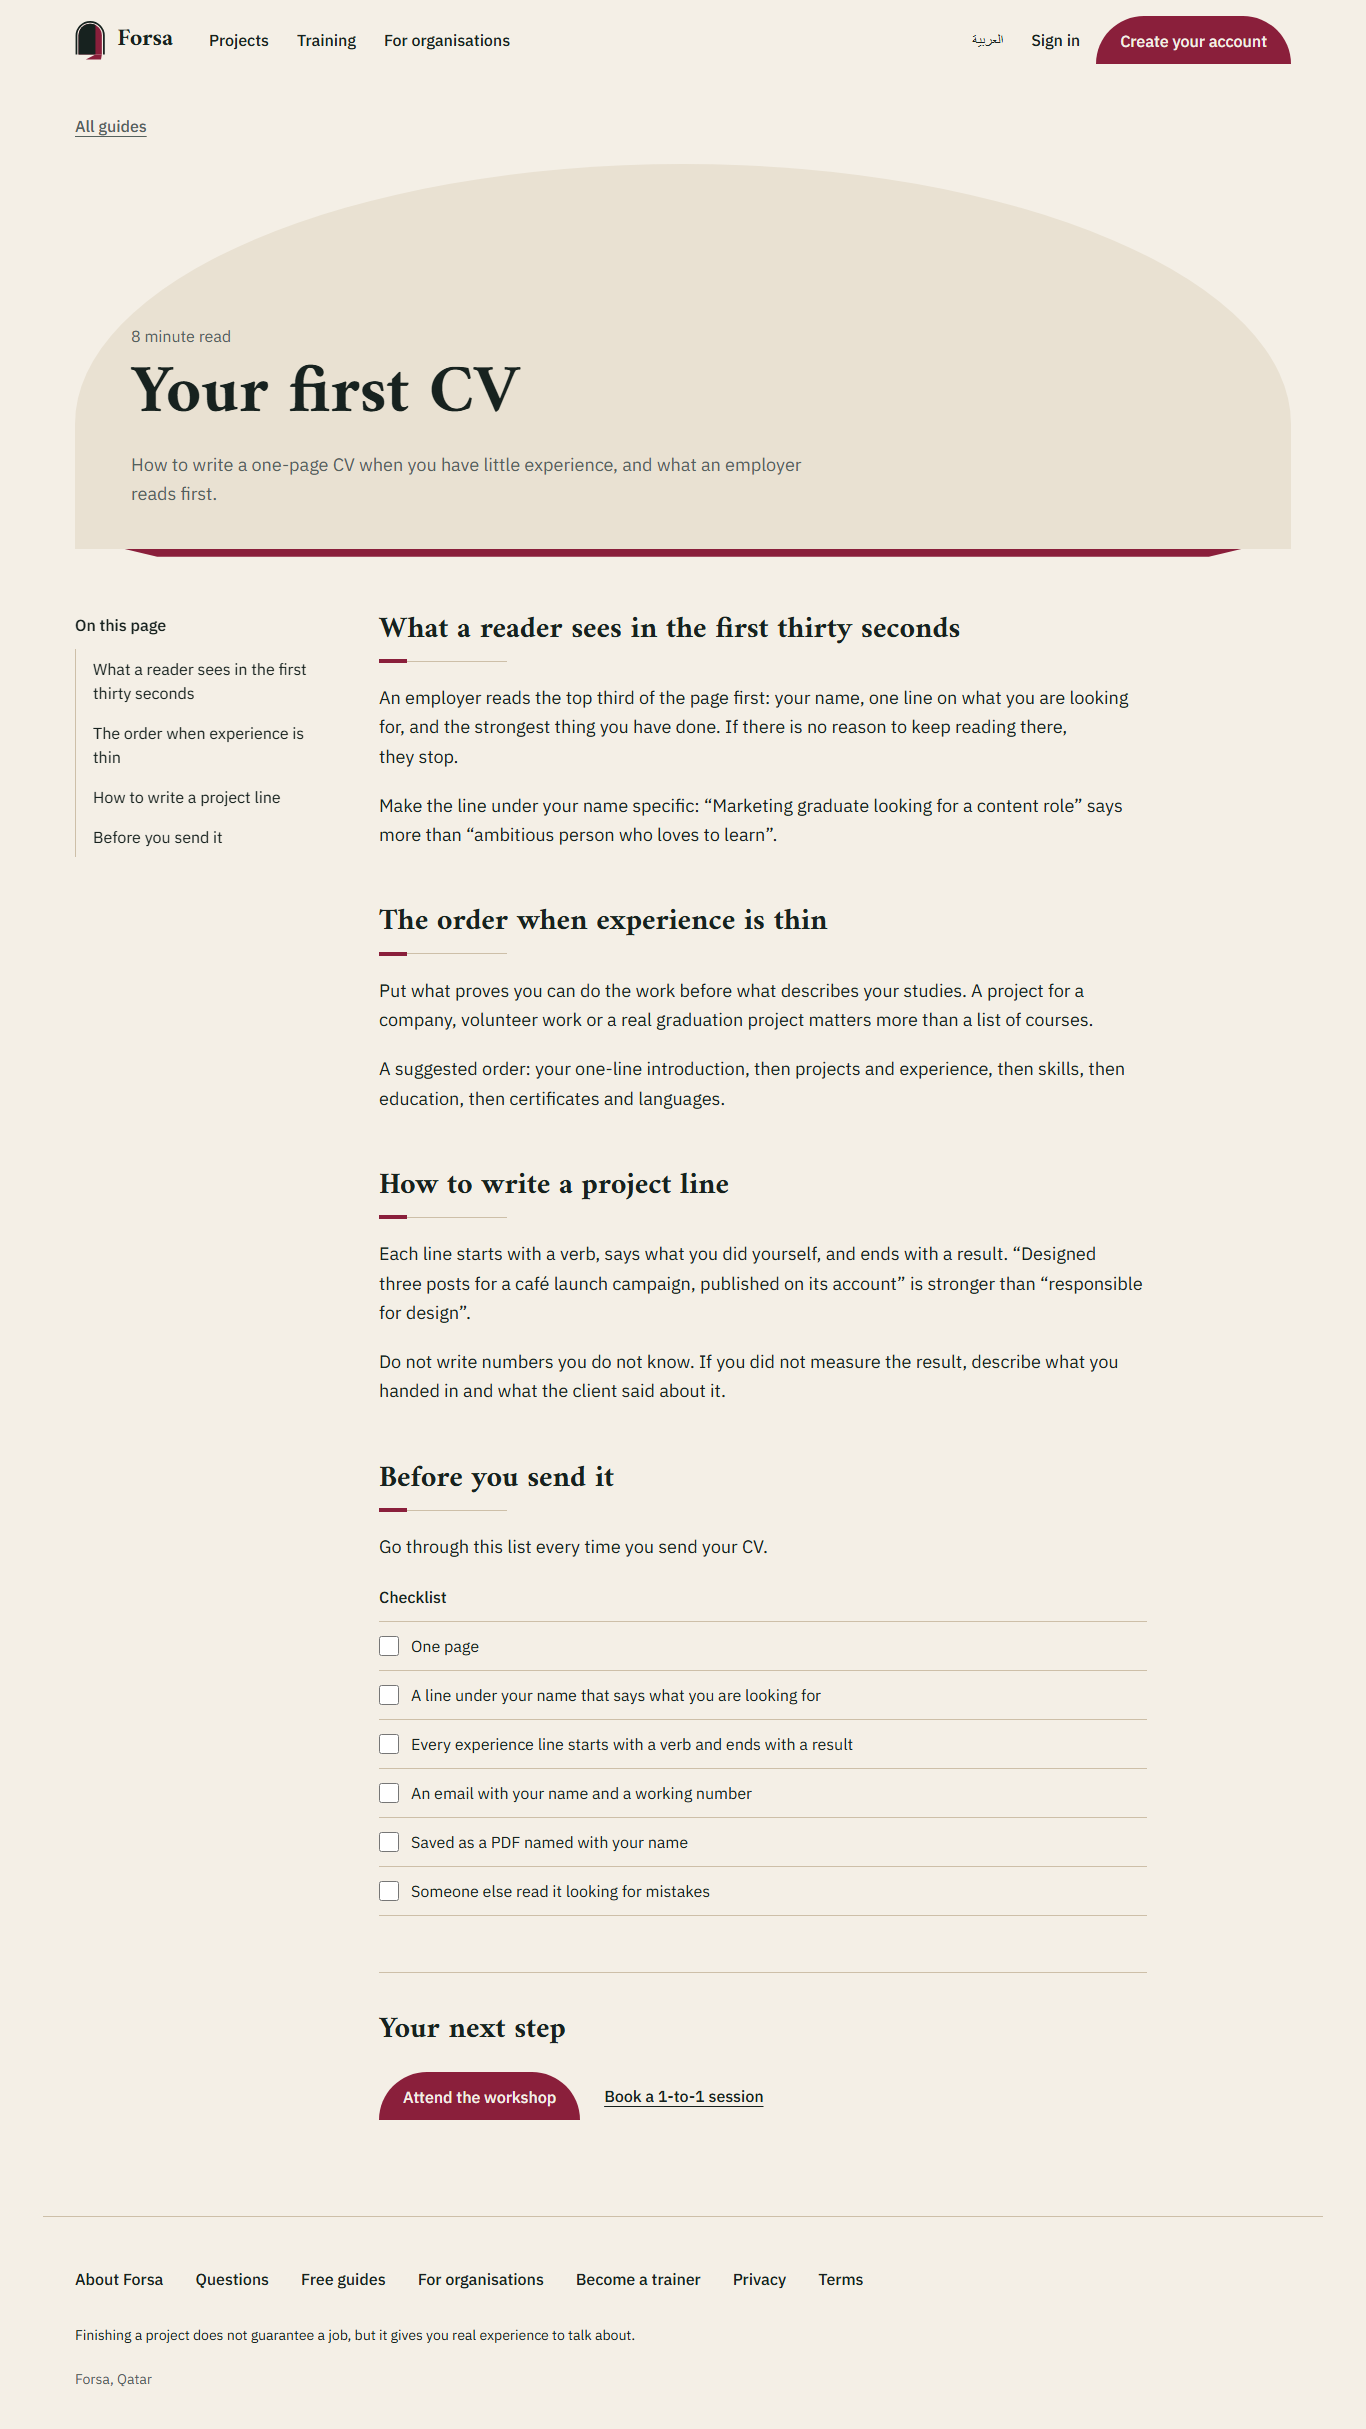 Forsa
Projects
Training
For organisations
العربية
Sign in
Create your account
All guides
8 minute read
Your first CV
How to write a one-page CV when you have little experience, and what an employer
reads first.
On this page
What a reader sees in the first
thirty seconds
The order when experience is
thin
How to write a project line
Before you send it
What a reader sees in the first thirty seconds
An employer reads the top third of the page first: your name, one line on what you are looking
for, and the strongest thing you have done. If there is no reason to keep reading there,
they stop.
Make the line under your name specific: “Marketing graduate looking for a content role” says
more than “ambitious person who loves to learn”.
The order when experience is thin
Put what proves you can do the work before what describes your studies. A project for a
company, volunteer work or a real graduation project matters more than a list of courses.
A suggested order: your one-line introduction, then projects and experience, then skills, then
education, then certificates and languages.
How to write a project line
Each line starts with a verb, says what you did yourself, and ends with a result. “Designed
three posts for a café launch campaign, published on its account” is stronger than “responsible
for design”.
Do not write numbers you do not know. If you did not measure the result, describe what you
handed in and what the client said about it.
Before you send it
Go through this list every time you send your CV.
Checklist
One page
A line under your name that says what you are looking for
Every experience line starts with a verb and ends with a result
An email with your name and a working number
Saved as a PDF named with your name
Someone else read it looking for mistakes
Your next step
Attend the workshop
Book a 1-to-1 session
About Forsa
Questions
Free guides
For organisations
Become a trainer
Privacy
Terms
Finishing a project does not guarantee a job, but it gives you real experience to talk about.
Forsa, Qatar